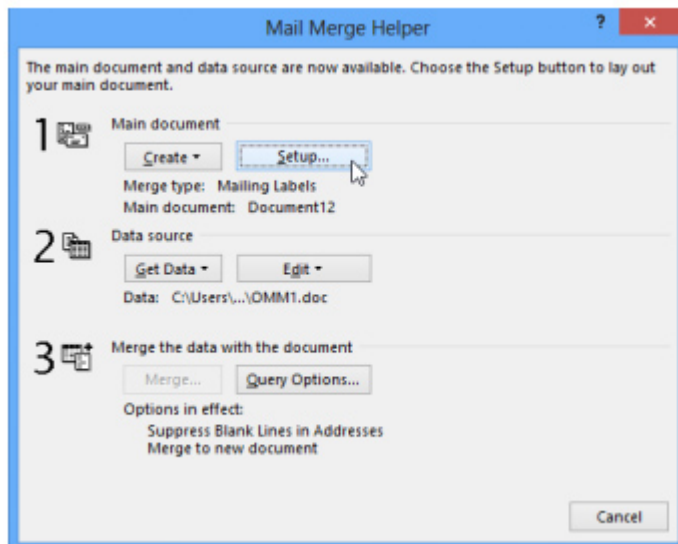 Mail Merge Helper
?
The main document and data source are now available. Choose the Setup button to lay out
your main document.
1
Main document
Create
Setup...
Merge type: Mailing Labels
Main document: Document12
2
Data source
Get Data
Edit
Data: C:\Users\...\OMM1.doc
3
Merge the data with the document
Merge...
Query Options...
Options in effect:
Suppress Blank Lines in Addresses
Merge to new document
Cancel